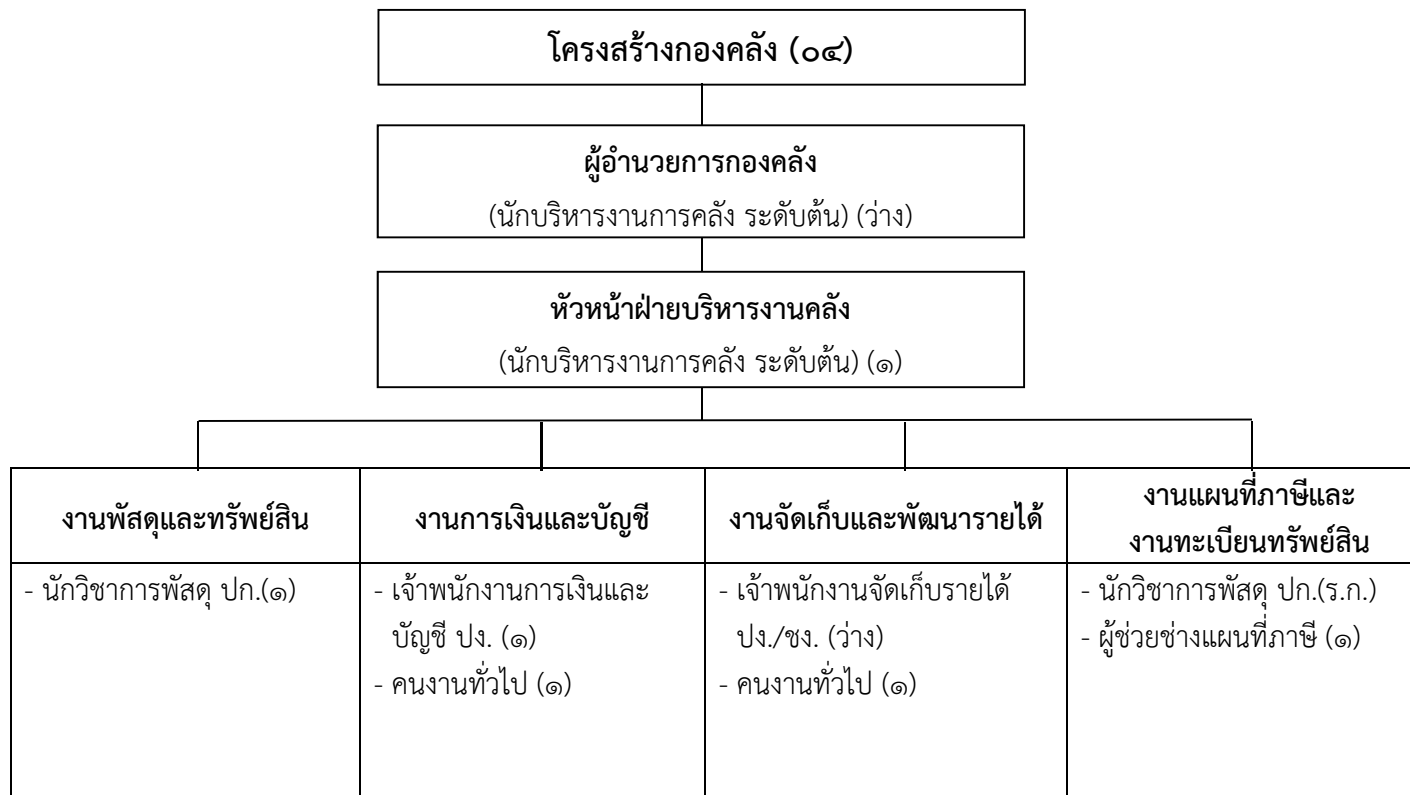 โครงสร้างกองคลัง (๐๔)
ผู้อำนวยการกองคลัง
(นักบริหารงานการคลัง ระดับต้น) (ว่าง)
หัวหน้าฝ่ายบริหารงานคลัง
(นักบริหารงานการคลัง ระดับต้น) (๑)
งานพัสดุและทรัพย์สิน
- นักวิชาการพัสดุ ปก.(๑)
งานการเงินและบัญชี
- เจ้าพนักงานการเงินและ
บัญชี ปง. (๑)
- คนงานทั่วไป (๑)
งานจัดเก็บและพัฒนารายได้
- เจ้าพนักงานจัดเก็บรายได้
ปง./ชง. (ว่าง)
- คนงานทั่วไป (๑)
งานแผนที่ภาษีและ
งานทะเบียนทรัพย์สิน
- นักวิชาการพัสดุ ปก.(ร.ก.)
- ผู้ช่วยช่างแผนที่ภาษี (๑)